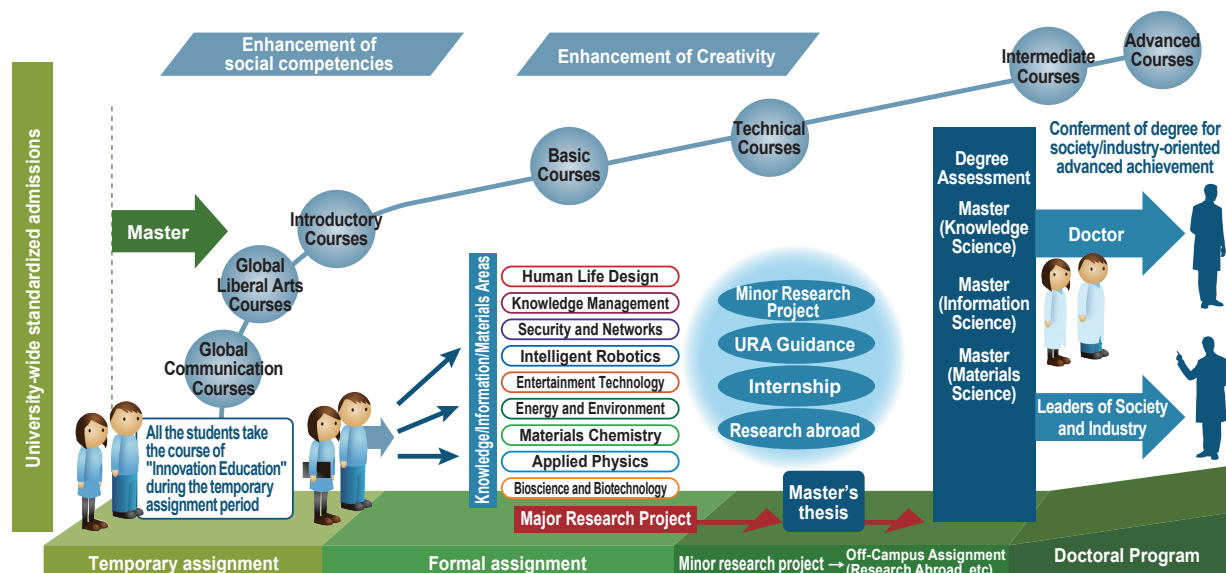 University-wide standardized admissions
Enhancement of
social competencies
Enhancement of Creativity
Master
Global
Communication
Courses
Global
Liberal Arts
Courses
Introductory
Courses
Basic
Courses
Technical
Courses
Intermediate
Courses
Advanced
Courses
All the students take
the course of
"Innovation Education"
during the temporary
assignment period
Knowledge/Information/Materials Areas
Human Life Design
Knowledge Management
Security and Networks
Intelligent Robotics
Entertainment Technology
Energy and Environment
Materials Chemistry
Applied Physics
Bioscience and Biotechnology
Minor Research
Project
URA Guidance
Internship
Research abroad
Major Research Project
Master's
thesis
Degree
Assessment
Master
(Knowledge
Science)
Master
(Information
Science)
Master
(Materials
Science)
Conferment of degree for
society/industry-oriented
advanced achievement
Doctor
Leaders of Society
and Industry
Temporary assignment
Formal assignment
Minor research project →
Off-Campus Assignment
(Research Abroad, etc)
Doctoral Program